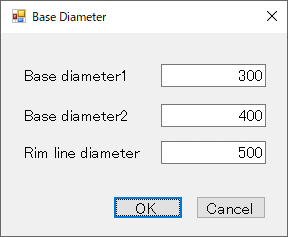 Base Diameter
Base diameter1 300
Base diameter2 400
Rim line diameter 500
OK Cancel